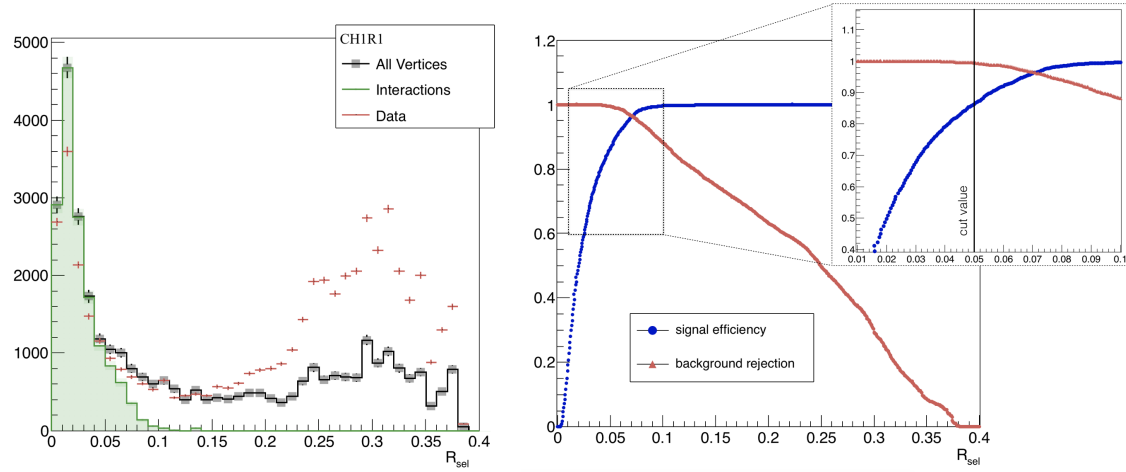 CH1R1
All Vertices
Interactions
Data
5000
4000
3000
2000
1000
0
0 0.05 0.1 0.15 0.2 0.25 0.3 0.35 0.4
R_sel
1.2
1
0.8
0.6
0.4
0.2
0
0 0.05 0.1 0.15 0.2 0.25 0.3 0.35 0.4
R_sel
signal efficiency
background rejection
1.1
1
0.9
0.8
0.7
0.6
0.5
0.4
0.01 0.02 0.03 0.04 0.05 0.06 0.07 0.08 0.09 0.1
cut value